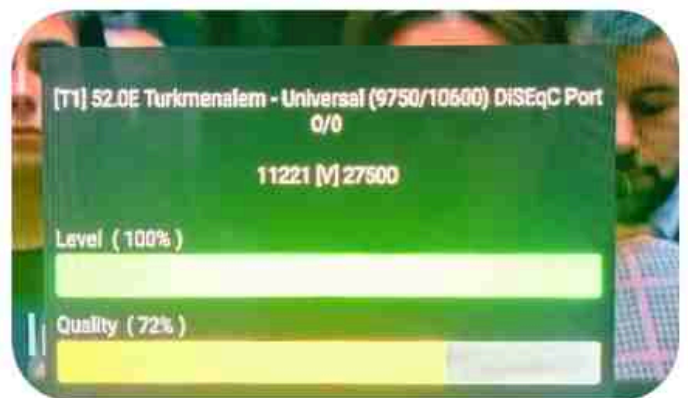 [T1] 52.0E Turkmenalem - Universal (9750/10600) DiSEqC Port
0/0
11221 [V] 27500
Level ( 100% )
Quality ( 72% )